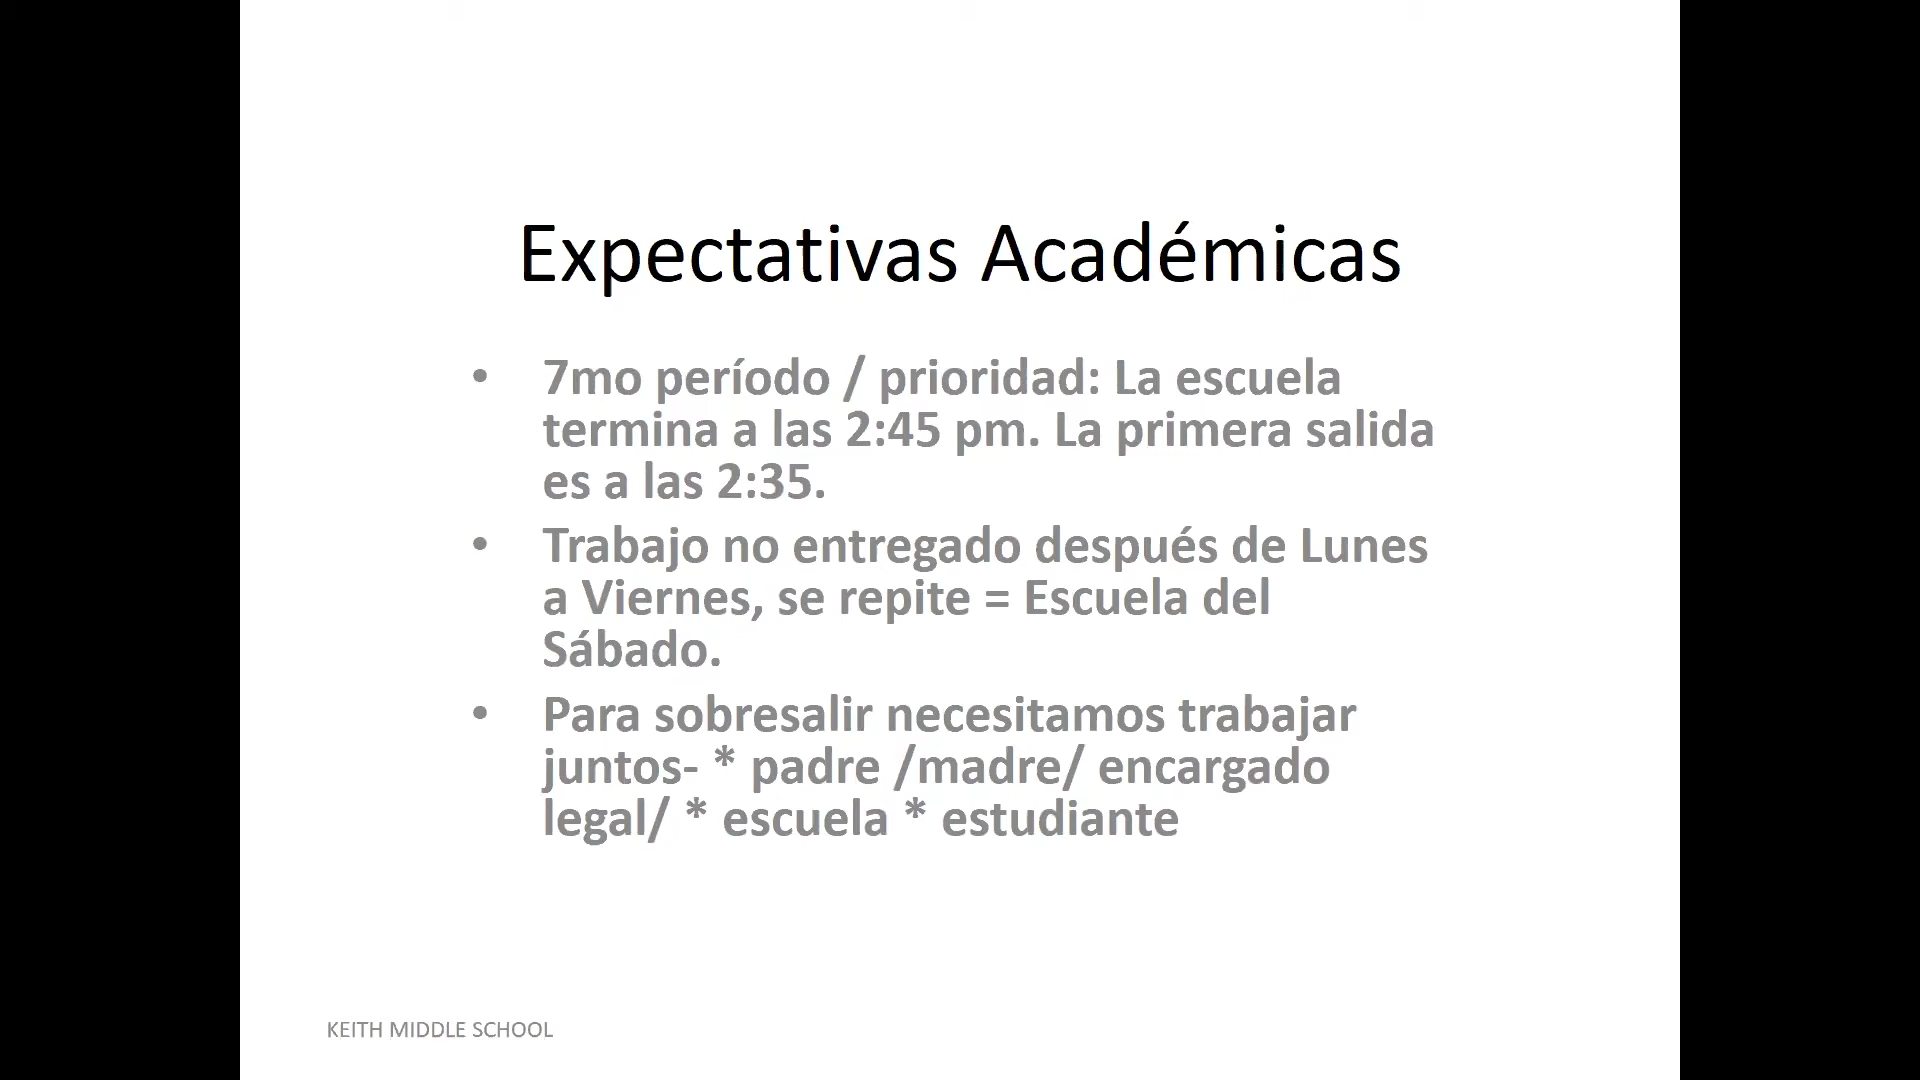 Expectativas Académicas
• 7mo período / prioridad: La escuela
termina a las 2:45 pm. La primera salida
es a las 2:35.
• Trabajo no entregado después de Lunes
a Viernes, se repite = Escuela del
Sábado.
• Para sobresalir necesitamos trabajar
juntos- * padre /madre/ encargado
legal/ * escuela * estudiante
KEITH MIDDLE SCHOOL